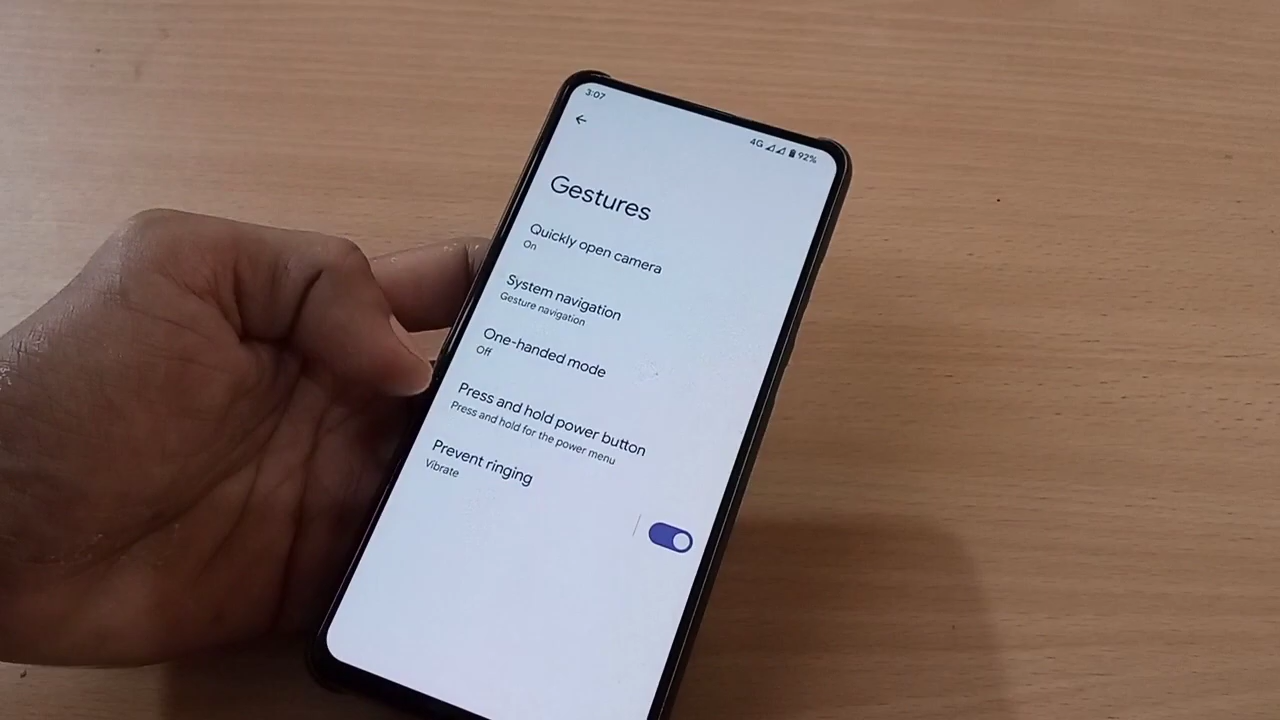 3:07
4G 92%
Gestures
Quickly open camera
On
System navigation
Gesture navigation
One-handed mode
Off
Press and hold power button
Press and hold for the power menu
Prevent ringing
Vibrate